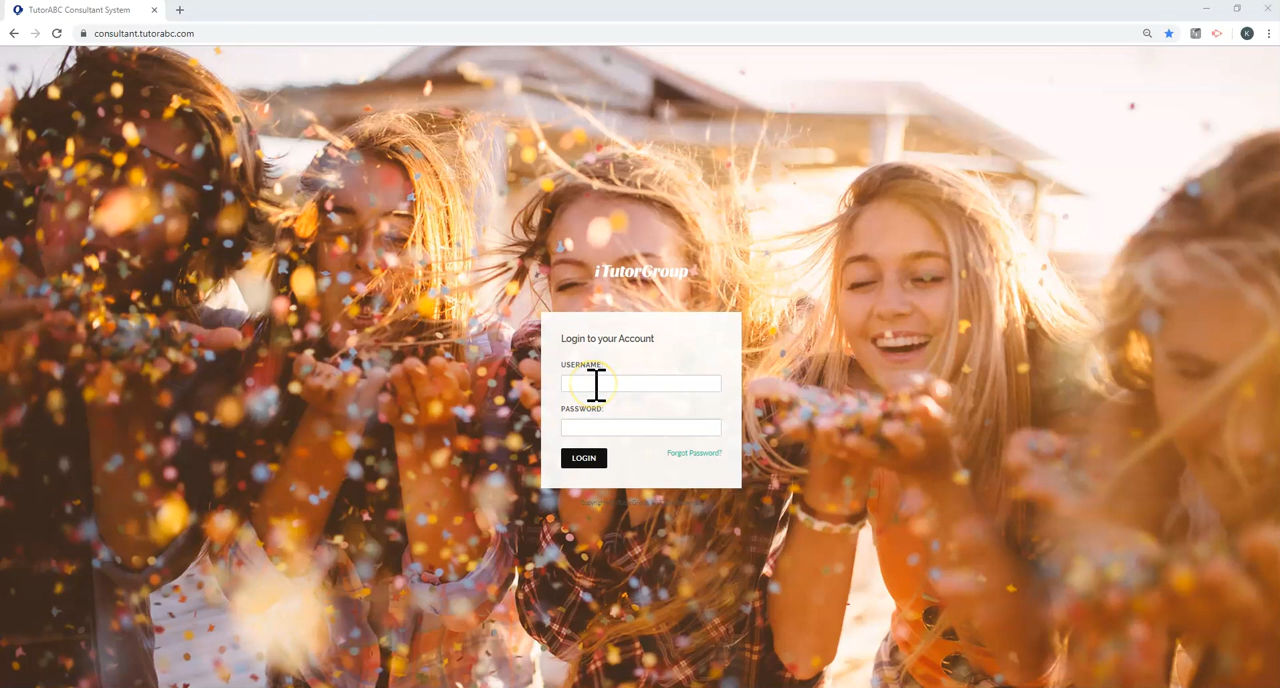 TutorABC Consultant System
consultant.tutorabc.com
K
iTutorGroup
Login to your Account
USERNAME:
PASSWORD:
LOGIN
Forgot Password?